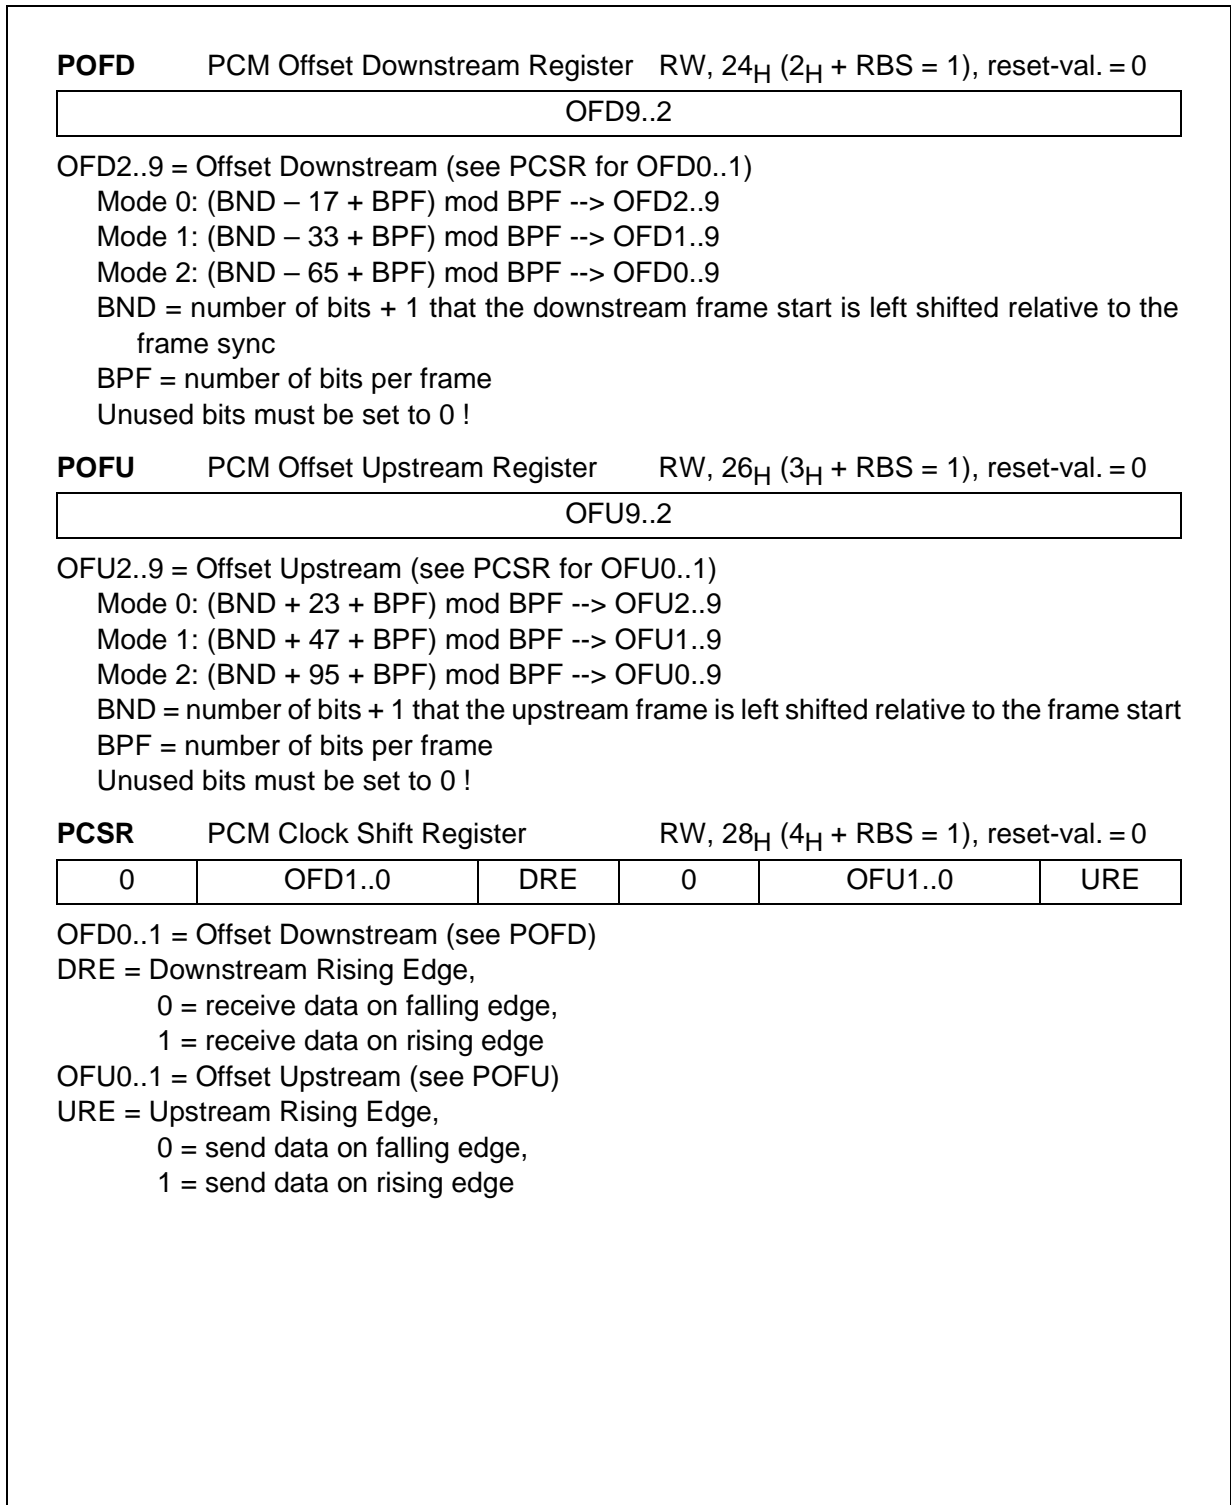 POFD PCM Offset Downstream Register RW, 24H (2H + RBS = 1), reset-val. = 0
OFD9..2
OFD2..9 = Offset Downstream (see PCSR for OFD0..1)
Mode 0: (BND – 17 + BPF) mod BPF --> OFD2..9
Mode 1: (BND – 33 + BPF) mod BPF --> OFD1..9
Mode 2: (BND – 65 + BPF) mod BPF --> OFD0..9
BND = number of bits + 1 that the downstream frame start is left shifted relative to the
frame sync
BPF = number of bits per frame
Unused bits must be set to 0 !
POFU PCM Offset Upstream Register RW, 26H (3H + RBS = 1), reset-val. = 0
OFU9..2
OFU2..9 = Offset Upstream (see PCSR for OFU0..1)
Mode 0: (BND + 23 + BPF) mod BPF --> OFU2..9
Mode 1: (BND + 47 + BPF) mod BPF --> OFU1..9
Mode 2: (BND + 95 + BPF) mod BPF --> OFU0..9
BND = number of bits + 1 that the upstream frame is left shifted relative to the frame start
BPF = number of bits per frame
Unused bits must be set to 0 !
PCSR PCM Clock Shift Register RW, 28H (4H + RBS = 1), reset-val. = 0
0 OFD1..0 DRE 0 OFU1..0 URE
OFD0..1 = Offset Downstream (see POFD)
DRE = Downstream Rising Edge,
0 = receive data on falling edge,
1 = receive data on rising edge
OFU0..1 = Offset Upstream (see POFU)
URE = Upstream Rising Edge,
0 = send data on falling edge,
1 = send data on rising edge